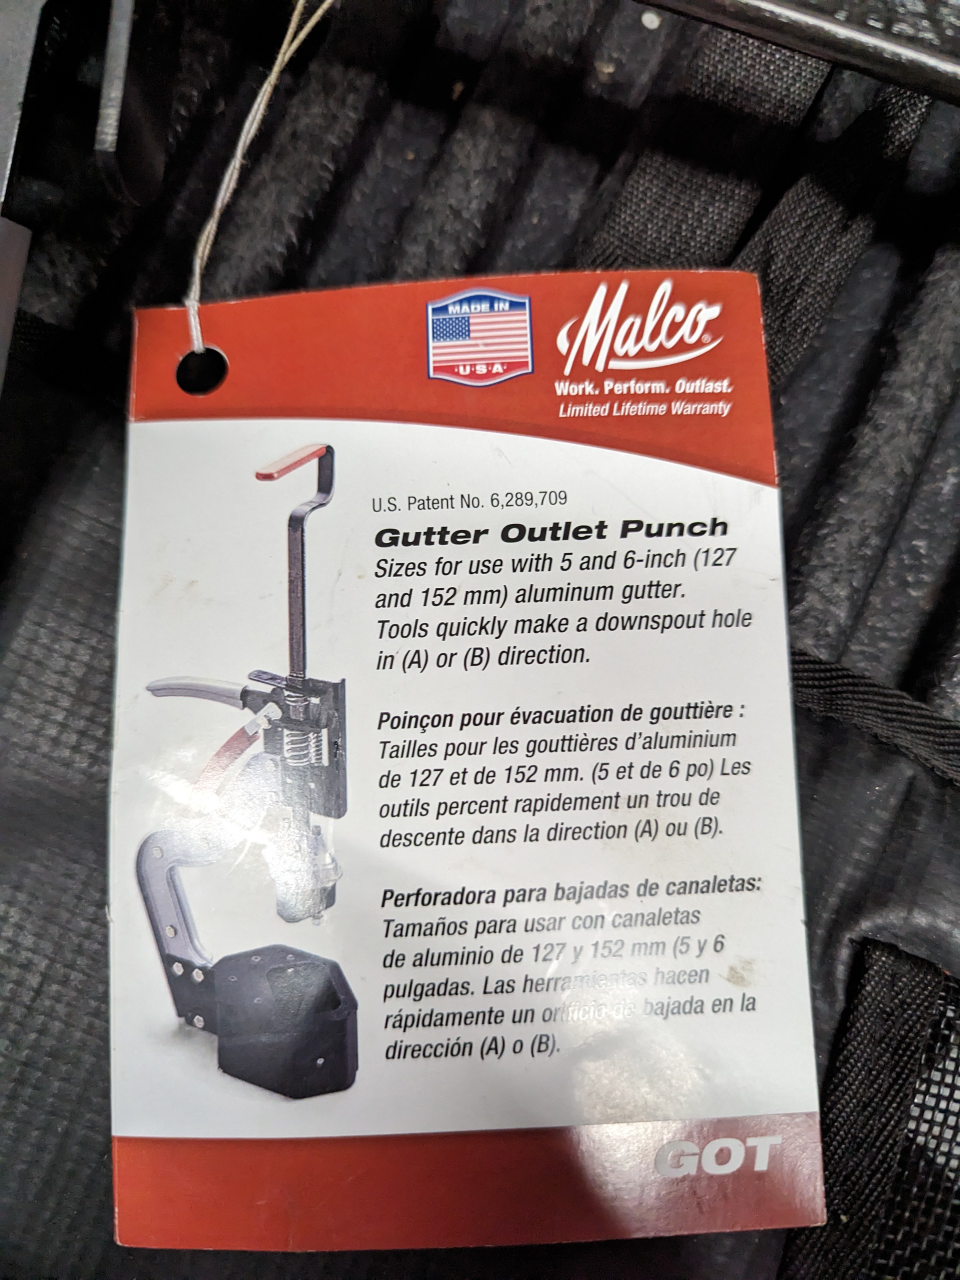 MADE IN
U·S·A
Malco®
Work. Perform. Outlast.
Limited Lifetime Warranty
U.S. Patent No. 6,289,709
Gutter Outlet Punch
Sizes for use with 5 and 6-inch (127
and 152 mm) aluminum gutter.
Tools quickly make a downspout hole
in (A) or (B) direction.
Poinçon pour évacuation de gouttière :
Tailles pour les gouttières d'aluminium
de 127 et de 152 mm. (5 et de 6 po) Les
outils percent rapidement un trou de
descente dans la direction (A) ou (B).
Perforadora para bajadas de canaletas:
Tamaños para usar con canaletas
de aluminio de 127 y 152 mm (5 y 6
pulgadas. Las herramientas hacen
rápidamente un orificio de bajada en la
dirección (A) o (B).
GOT